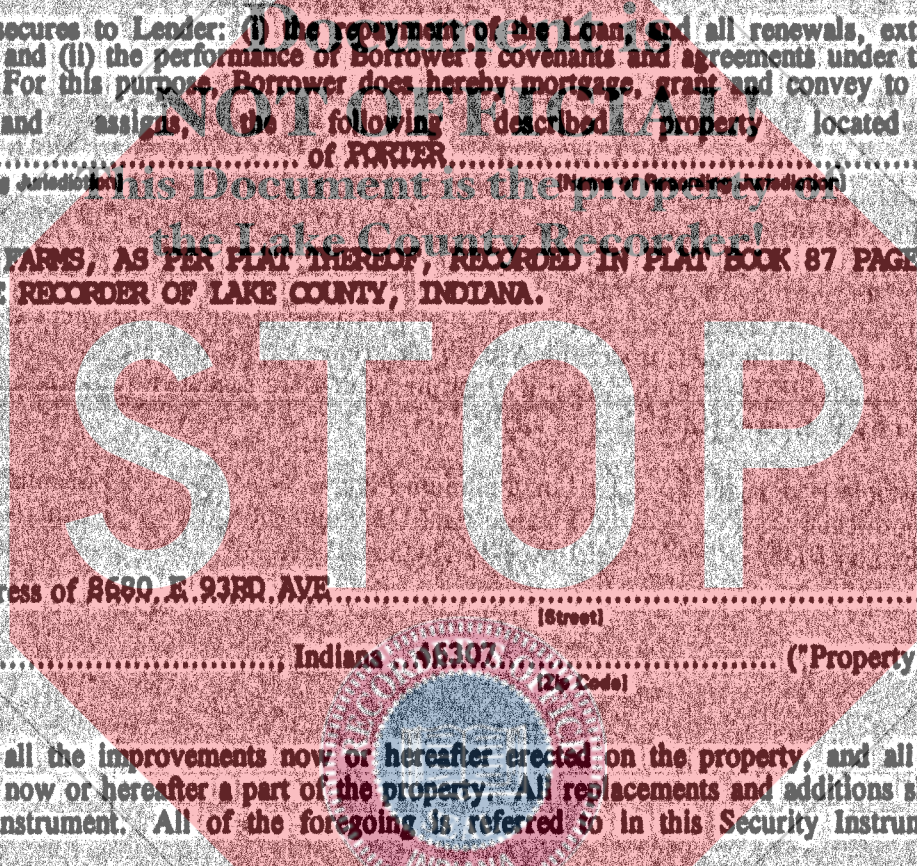 secures to Lender: (i) the repayment of the Loan, and all renewals, ext
and (ii) the performance of Borrower's covenants and agreements under t
For this purpose, Borrower does hereby mortgage, grant and convey to
and assigns, the following described property located
of PORTER
g Jurisdiction] [Name of Recording Jurisdiction]
Document is
NOT OFFICIAL!
This Document is the property of
the Lake County Recorder!
FARMS, AS PER PLAT THEREOF, RECORDED IN PLAT BOOK 87 PAGE
E RECORDER OF LAKE COUNTY, INDIANA.
STOP
ress of 8680 E 93RD AVE
[Street]
, Indiana 46307 ("Property
[Zip Code]
all the improvements now or hereafter erected on the property, and all
now or hereafter a part of the property. All replacements and additions s
nstrument. All of the foregoing is referred to in this Security Instrum